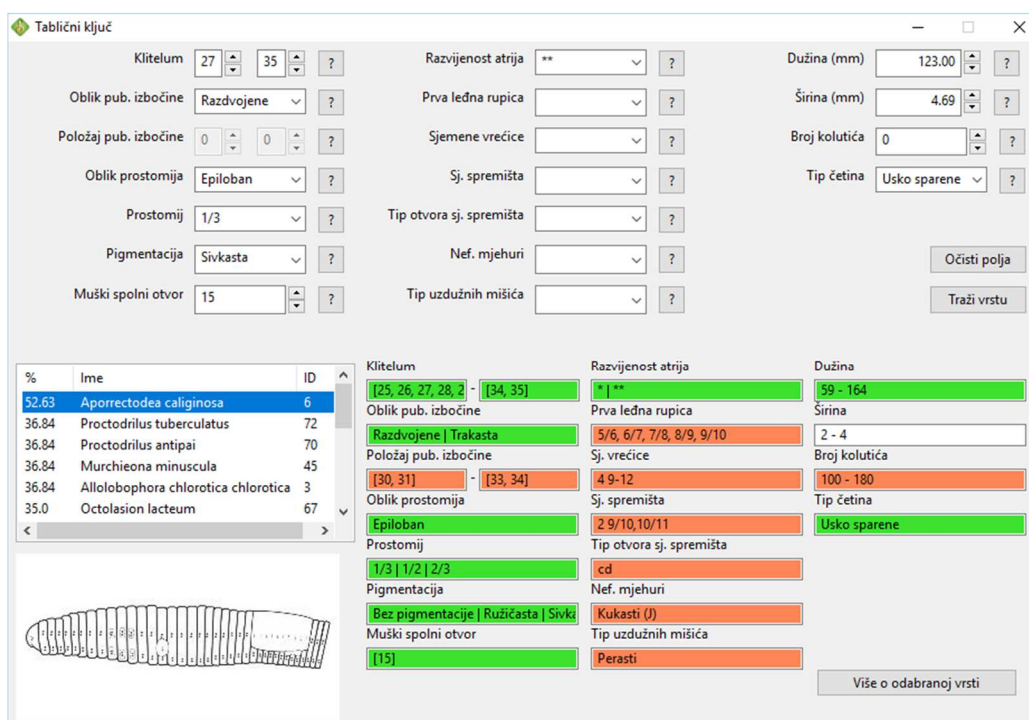 Tablični ključ
Klitelum 27 35 ?
Oblik pub. izbočine Razdvojene ?
Položaj pub. izbočine 0 0 ?
Oblik prostomija Epiloban ?
Prostomij 1/3 ?
Pigmentacija Sivkasta ?
Muški spolni otvor 15 ?
Razvijenost atrija ** ?
Prva leđna rupica ?
Sjemene vrećice ?
Sj. spremišta ?
Tip otvora sj. spremišta ?
Nef. mjehuri ?
Tip uzdužnih mišića ?
Dužina (mm) 123.00 ?
Širina (mm) 4.69 ?
Broj kolutića 0 ?
Tip četina Usko sparene ?
Očisti polja
Traži vrstu
% Ime ID
52.63 Aporrectodea caliginosa 6
36.84 Proctodrilus tuberculatus 72
36.84 Proctodrilus antipai 70
36.84 Murchieona minuscula 45
36.84 Allolobophora chlorotica chlorotica 3
35.0 Octolasion lacteum 67
Klitelum
[25, 26, 27, 28, 2 - [34, 35]
Oblik pub. izbočine
Razdvojene | Trakasta
Položaj pub. izbočine
[30, 31] - [33, 34]
Oblik prostomija
Epiloban
Prostomij
1/3 | 1/2 | 2/3
Pigmentacija
Bez pigmentacije | Ružičasta | Sivka
Muški spolni otvor
[15]
Razvijenost atrija
* | **
Prva leđna rupica
5/6, 6/7, 7/8, 8/9, 9/10
Sj. vrećice
4 9-12
Sj. spremišta
2 9/10,10/11
Tip otvora sj. spremišta
cd
Nef. mjehuri
Kukasti (J)
Tip uzdužnih mišića
Perasti
Dužina
59 - 164
Širina
2 - 4
Broj kolutića
100 - 180
Tip četina
Usko sparene
Više o odabranoj vrsti